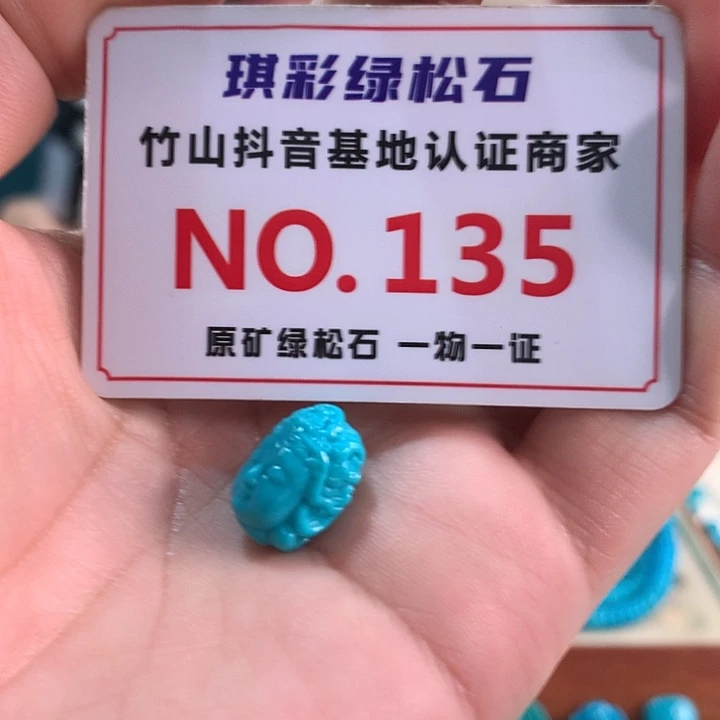 琪彩绿松石
竹山抖音基地认证商家
NO.135
原矿绿松石 一物一证